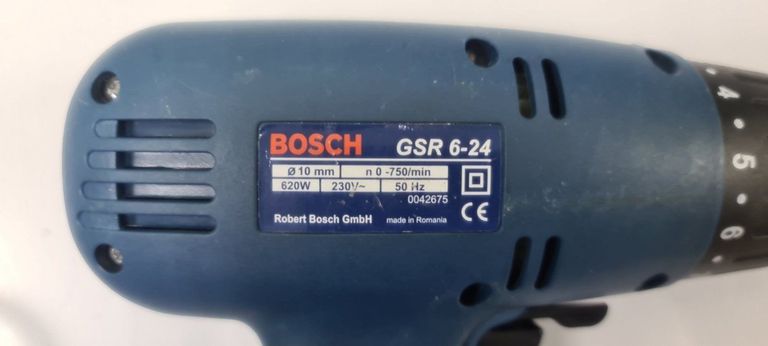 BOSCH GSR 6-24
Ø 10 mm n 0 -750/min
620W 230V~ 50 Hz
0042675
Robert Bosch GmbH made in Romania CE
4
5
6